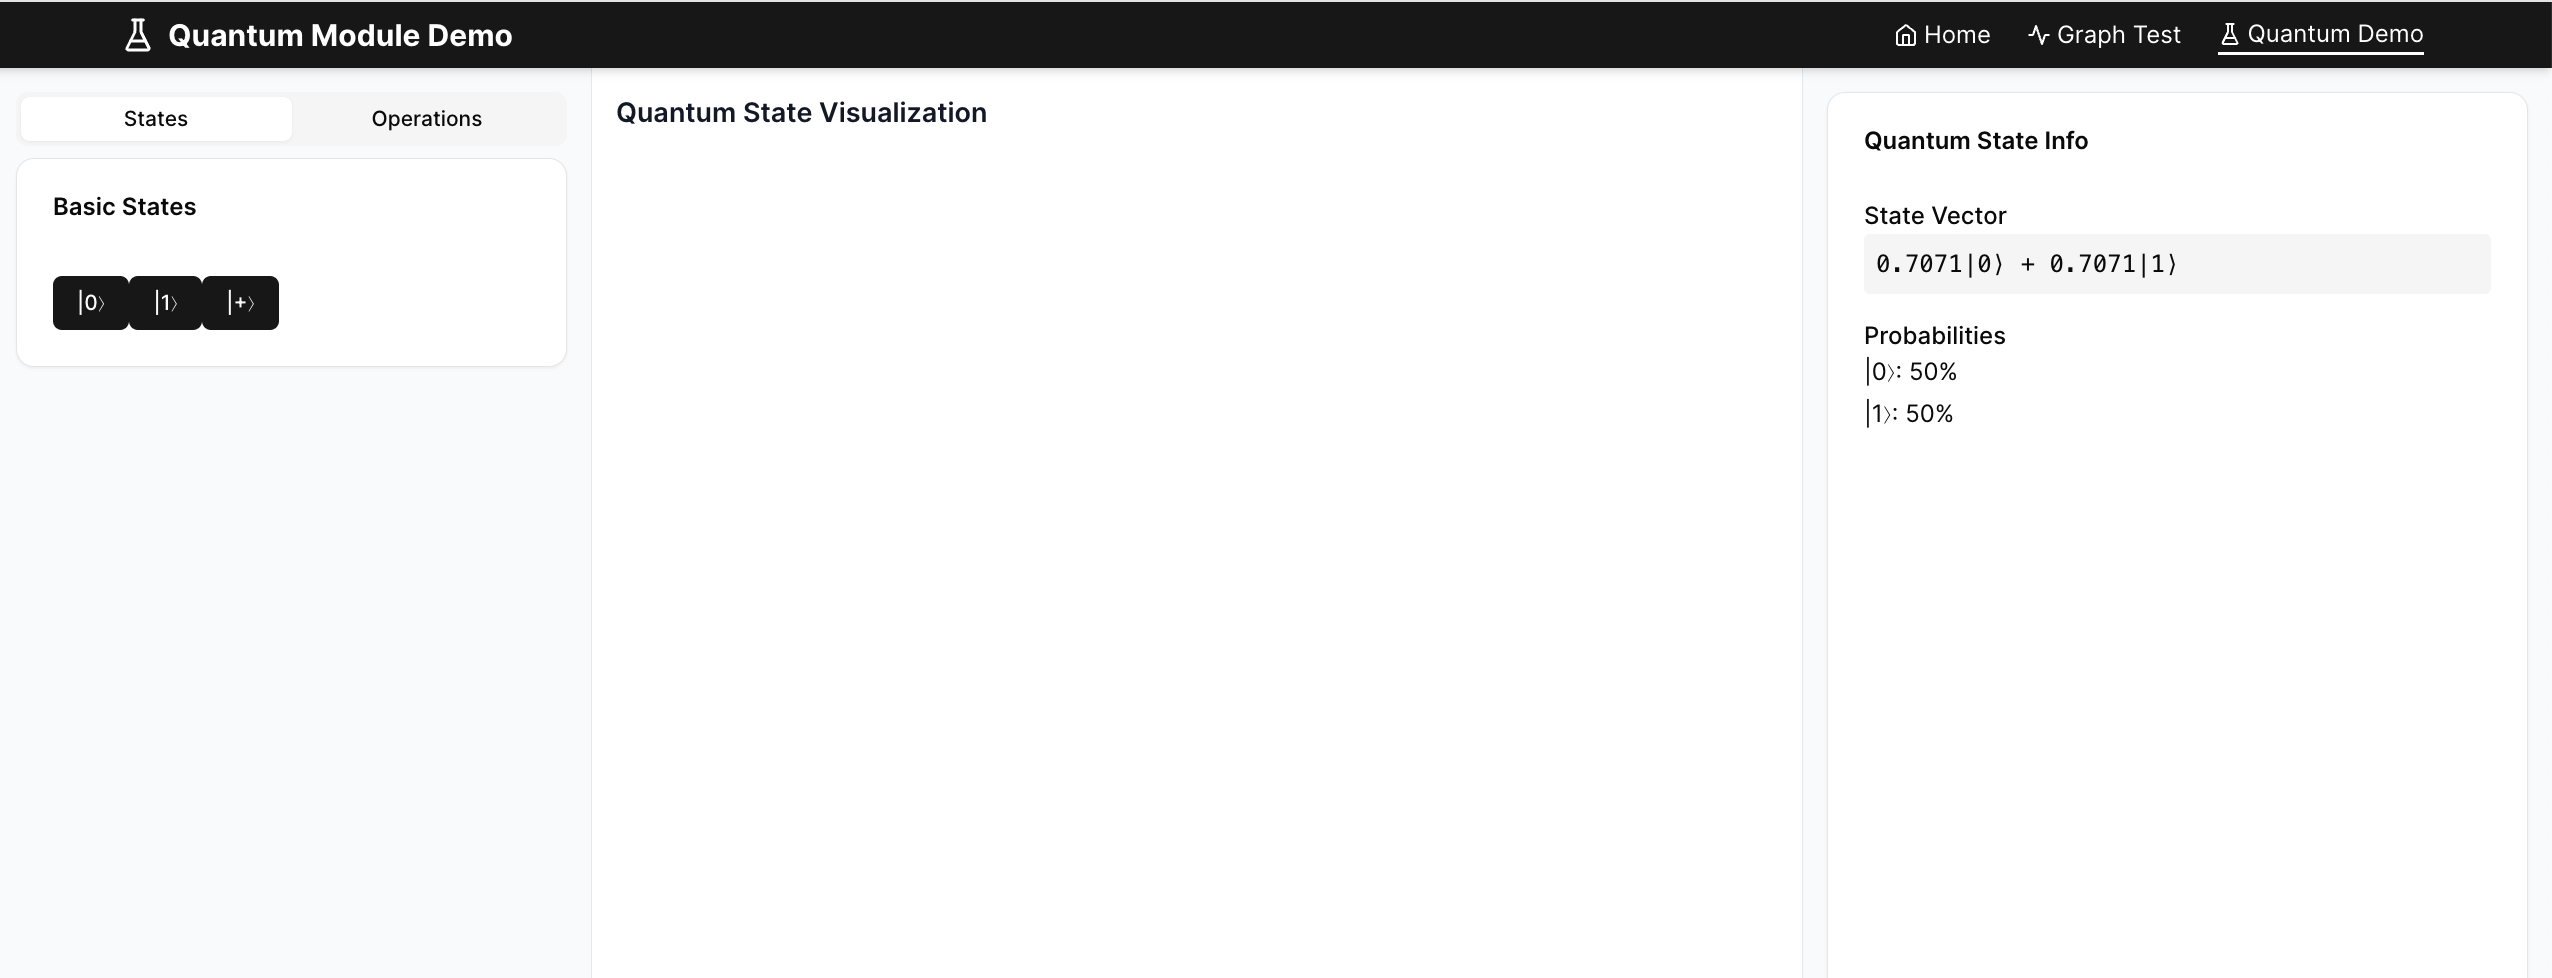 Quantum Module Demo
Home Graph Test Quantum Demo
States Operations
Basic States
|0⟩ |1⟩ |+⟩
Quantum State Visualization
Quantum State Info
State Vector
0.7071|0⟩ + 0.7071|1⟩
Probabilities
|0⟩: 50%
|1⟩: 50%